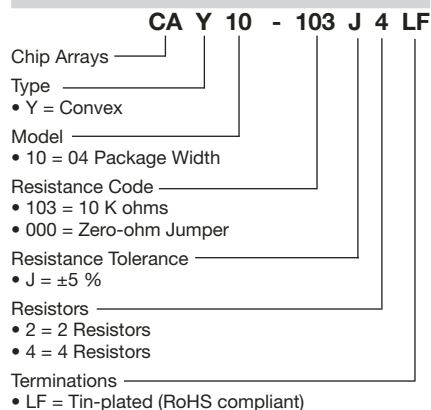 CA Y 10 - 103 J 4 LF
Chip Arrays
Type
• Y = Convex
Model
• 10 = 04 Package Width
Resistance Code
• 103 = 10 K ohms
• 000 = Zero-ohm Jumper
Resistance Tolerance
• J = ±5 %
Resistors
• 2 = 2 Resistors
• 4 = 4 Resistors
Terminations
• LF = Tin-plated (RoHS compliant)